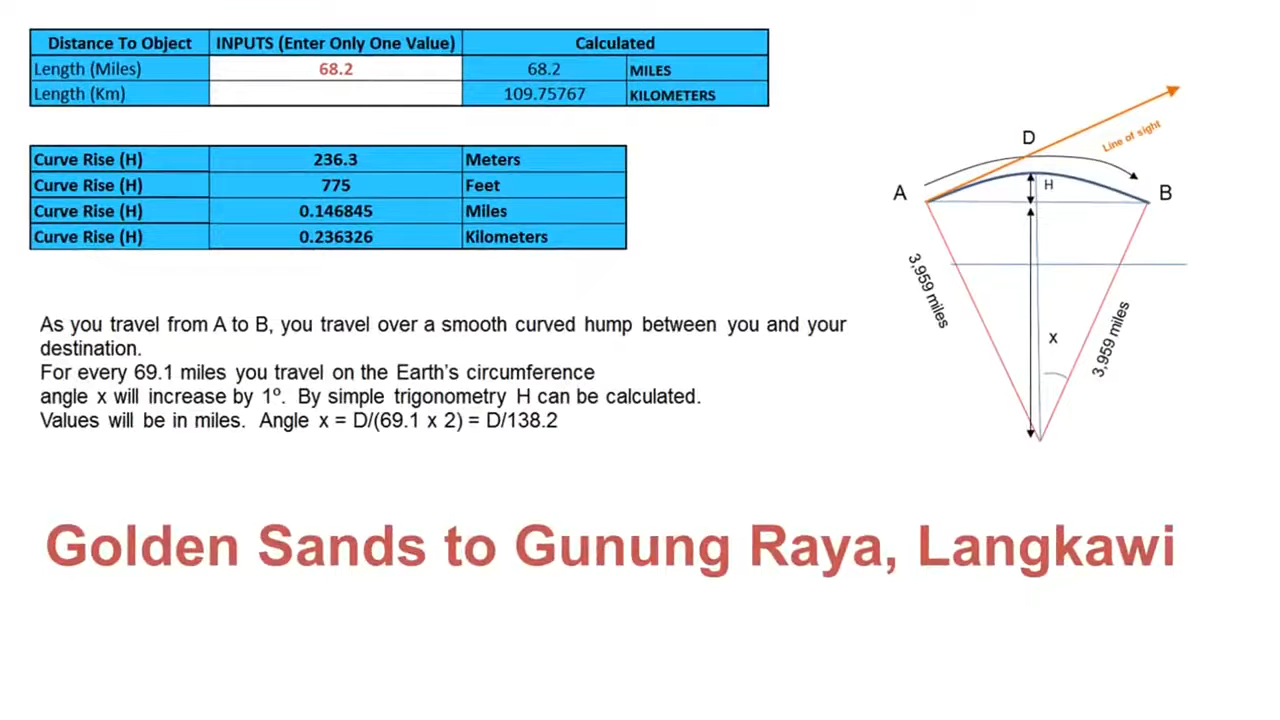 Distance To Object INPUTS (Enter Only One Value) Calculated
Length (Miles) 68.2 68.2 MILES
Length (Km) 109.75767 KILOMETERS
Curve Rise (H) 236.3 Meters
Curve Rise (H) 775 Feet
Curve Rise (H) 0.146845 Miles
Curve Rise (H) 0.236326 Kilometers
D
Line of sight
A
H
B
3,959 miles
x
3,959 miles
As you travel from A to B, you travel over a smooth curved hump between you and your
destination.
For every 69.1 miles you travel on the Earth's circumference
angle x will increase by 1º. By simple trigonometry H can be calculated.
Values will be in miles. Angle x = D/(69.1 x 2) = D/138.2
Golden Sands to Gunung Raya, Langkawi